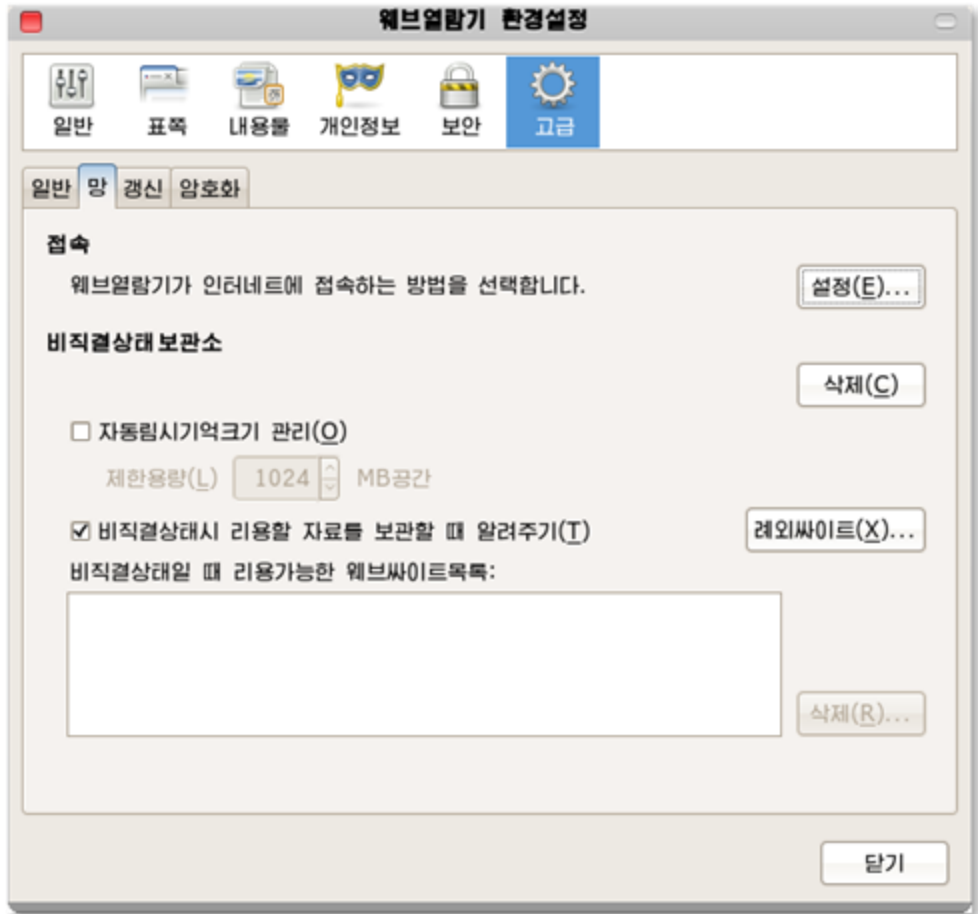 웨브열람기 환경설정
일반 표쪽 내용물 개인정보 보안 고급
일반 망 갱신 암호화
접속
웨브열람기가 인터네트에 접속하는 방법을 선택합니다. 설정(E)...
비직결상태보관소
삭제(C)
자동림시기억크기 관리(O)
제한용량(L) 1024 MB공간
비직결상태시 리용할 자료를 보관할 때 알려주기(T) 례외싸이트(X)...
비직결상태일 때 리용가능한 웨브싸이트목록:
삭제(R)...
닫기